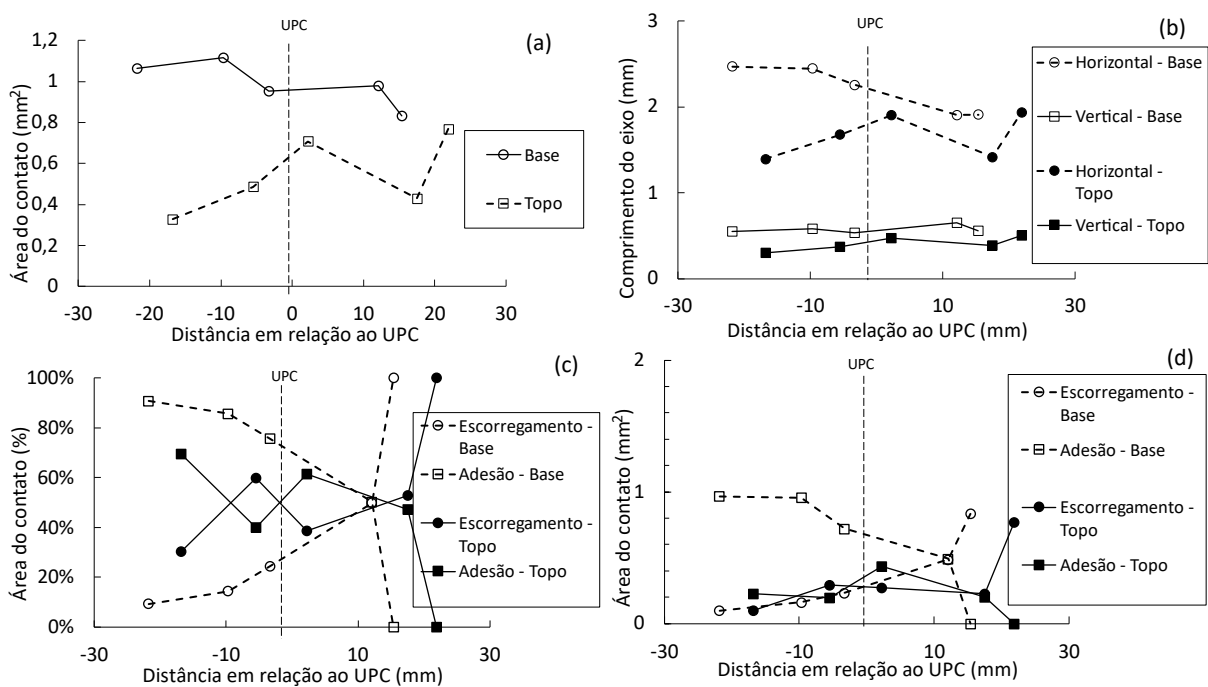 UPC
(a)
1,2
1
0,8
0,6
0,4
0,2
0
-30
-20
-10
0
10
20
30
Área do contato (mm²)
Distância em relação ao UPC
Base
Topo
UPC
(b)
3
2
1
0
-30
-10
10
30
Comprimento do eixo (mm)
Distância em relação ao UPC (mm)
Horizontal - Base
Vertical - Base
Horizontal -
Topo
Vertical - Topo
UPC
(c)
100%
80%
60%
40%
20%
0%
-30
-10
10
30
Área do contato (%)
Distância em relação ao UPC (mm)
Escorregamento -
Base
Adesão - Base
Escorregamento -
Topo
Adesão - Topo
UPC
(d)
2
1
0
-30
-10
10
30
Área do contato (mm²)
Distância em relação ao UPC (mm)
Escorregamento -
Base
Adesão - Base
Escorregamento -
Topo
Adesão - Topo